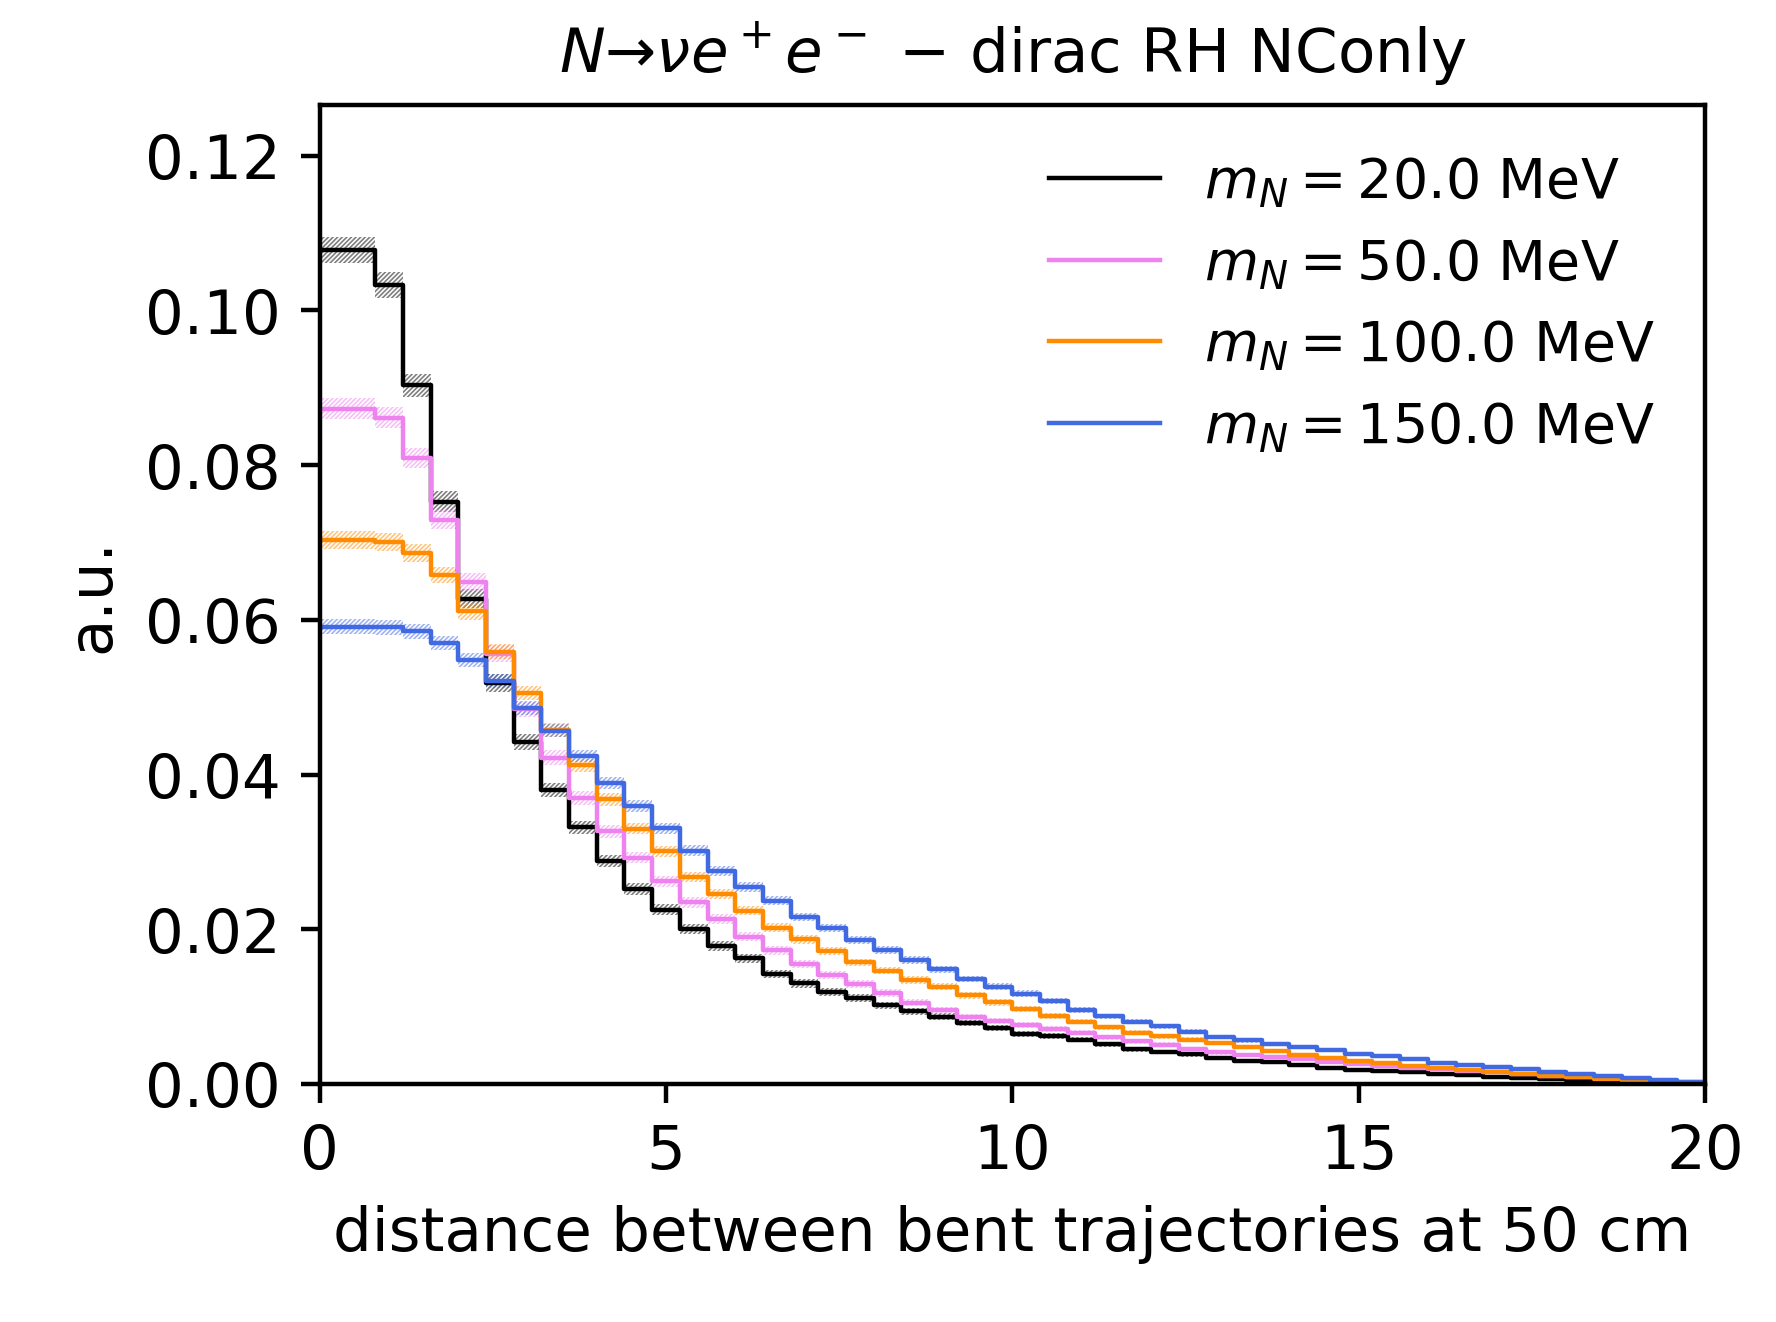 N→νe⁺e⁻ − dirac RH NConly
0.12
0.10
0.08
0.06
0.04
0.02
0.00
a.u.
m_N = 20.0 MeV
m_N = 50.0 MeV
m_N = 100.0 MeV
m_N = 150.0 MeV
0 5 10 15 20
distance between bent trajectories at 50 cm